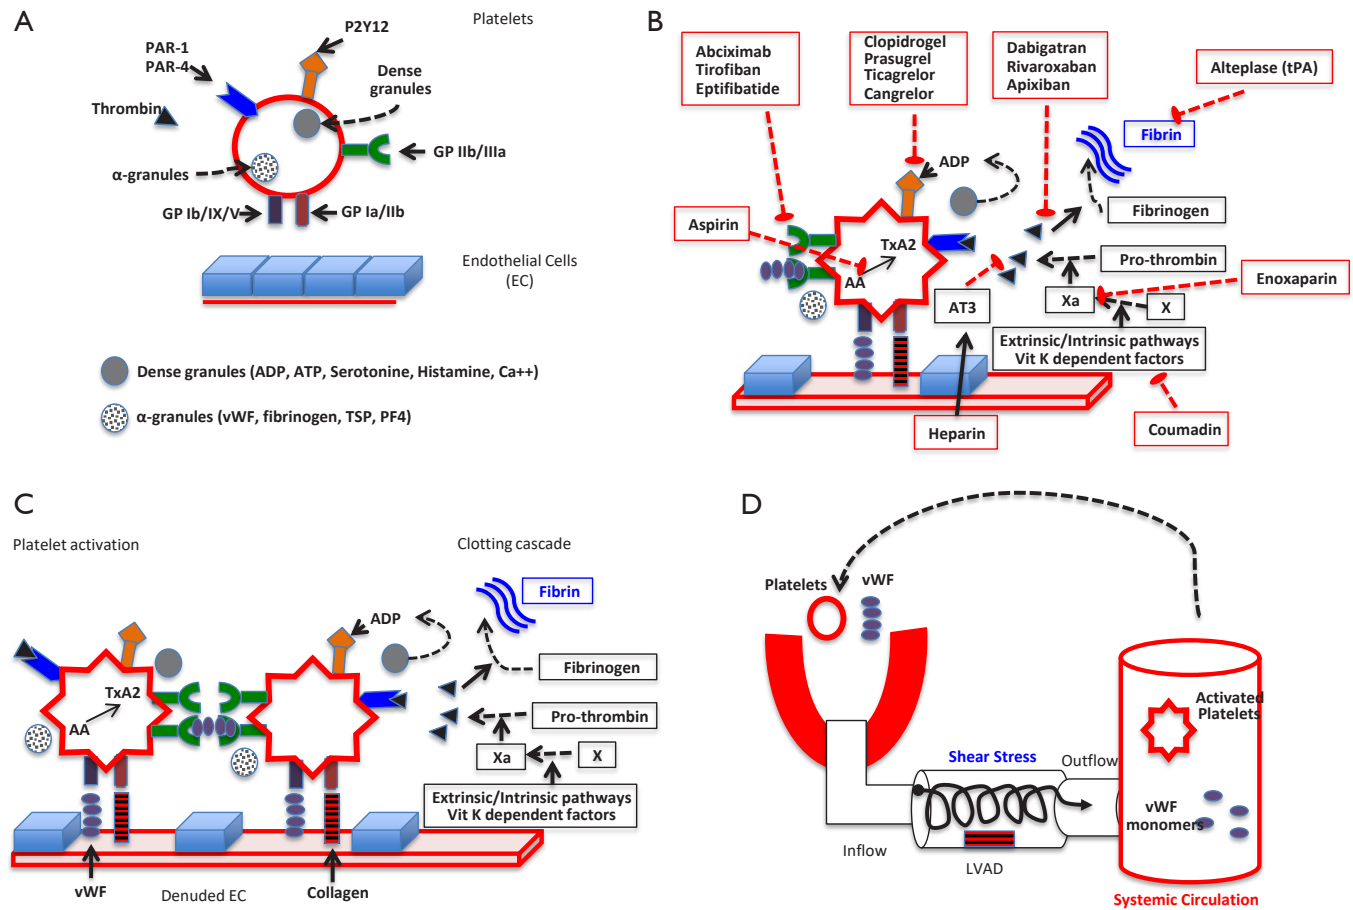 A
Platelets
P2Y12
PAR-1
PAR-4
Dense
granules
Thrombin
GP IIb/IIIa
α-granules
GP Ib/IX/V
GP Ia/IIb
Endothelial Cells
(EC)
Dense granules (ADP, ATP, Serotonine, Histamine, Ca++)
α-granules (vWF, fibrinogen, TSP, PF4)
B
Abciximab
Tirofiban
Eptifibatide
Clopidrogel
Prasugrel
Ticagrelor
Cangrelor
Dabigatran
Rivaroxaban
Apixiban
Alteplase (tPA)
Fibrin
ADP
Fibrinogen
Aspirin
TxA2
AA
Pro-thrombin
Enoxaparin
AT3
Xa
X
Extrinsic/Intrinsic pathways
Vit K dependent factors
Heparin
Coumadin
C
Platelet activation
Clotting cascade
Fibrin
ADP
Fibrinogen
TxA2
AA
Pro-thrombin
Xa
X
Extrinsic/Intrinsic pathways
Vit K dependent factors
vWF
Denuded EC
Collagen
D
Platelets
vWF
Activated
Platelets
Shear Stress
Outflow
vWF
monomers
Inflow
LVAD
Systemic Circulation